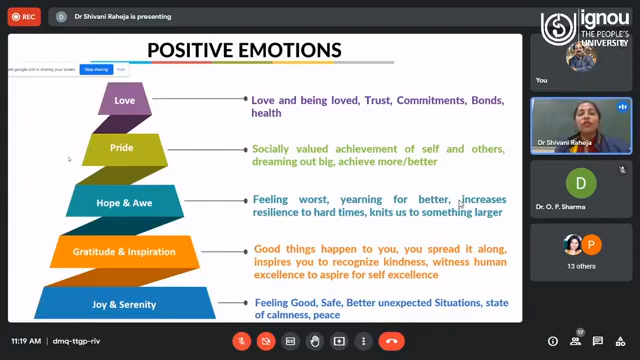 REC
Dr Shivani Raheja is presenting
ignou
THE PEOPLE'S
UNIVERSITY
POSITIVE EMOTIONS
Stop sharing
Hide
Love
Love and being loved, Trust, Commitments, Bonds,
health
Pride
Socially valued achievement of self and others,
dreaming out big, achieve more/better
Hope & Awe
Feeling worst, yearning for better, increases
resilience to hard times, knits us to something larger
Gratitude & Inspiration
Good things happen to you, you spread it along,
inspires you to recognize kindness, witness human
excellence to aspire for self excellence
Joy & Serenity
Feeling Good, Safe, Better unexpected Situations, state
of calmness, peace
You
Dr Shivani Raheja
D
Dr. O. P. Sharma
P
13 others
11:19 AM
dmq-ttgp-riv
17